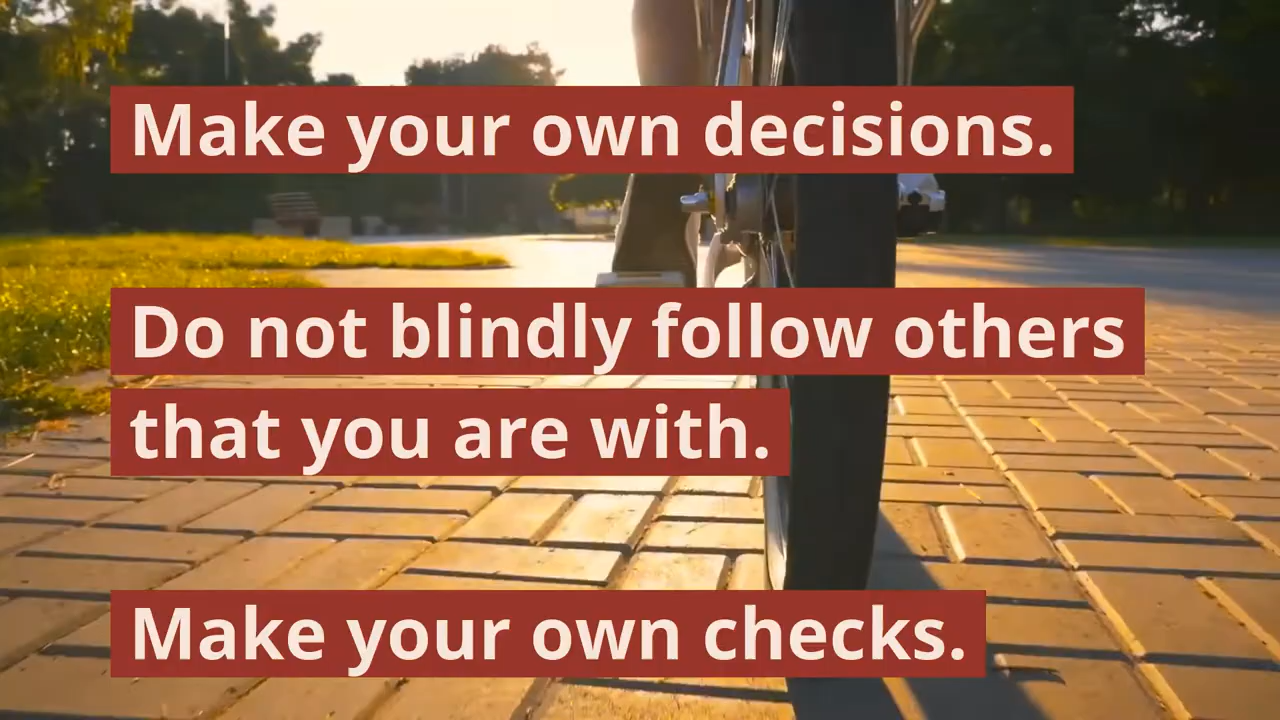 Make your own decisions.
Do not blindly follow others
that you are with.
Make your own checks.